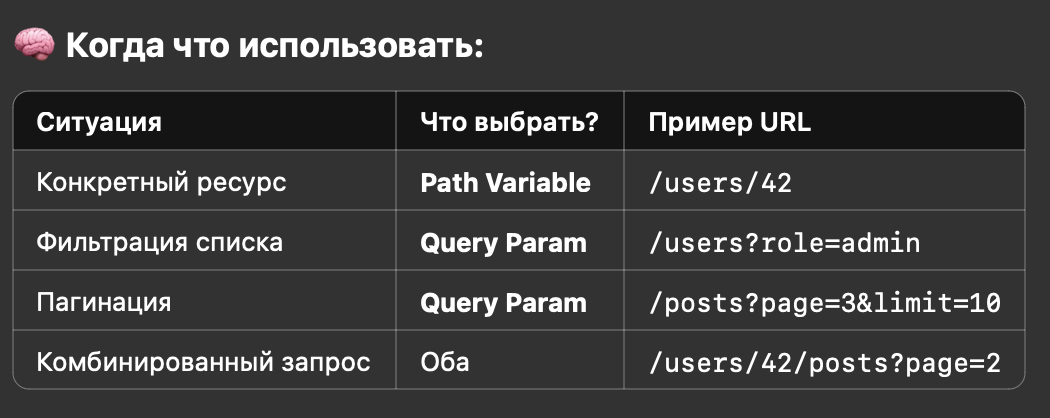 🧠 Когда что использовать:
Ситуация Что выбрать? Пример URL
Конкретный ресурс Path Variable /users/42
Фильтрация списка Query Param /users?role=admin
Пагинация Query Param /posts?page=3&limit=10
Комбинированный запрос Оба /users/42/posts?page=2